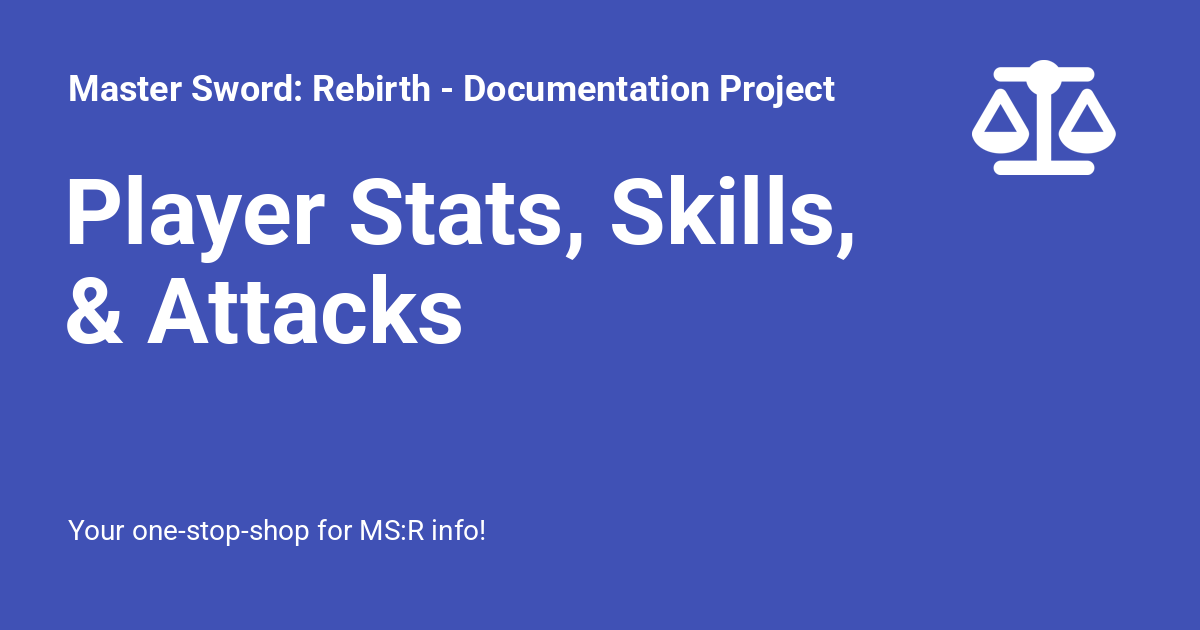 Master Sword: Rebirth - Documentation Project
Player Stats, Skills,
& Attacks
Your one-stop-shop for MS:R info!